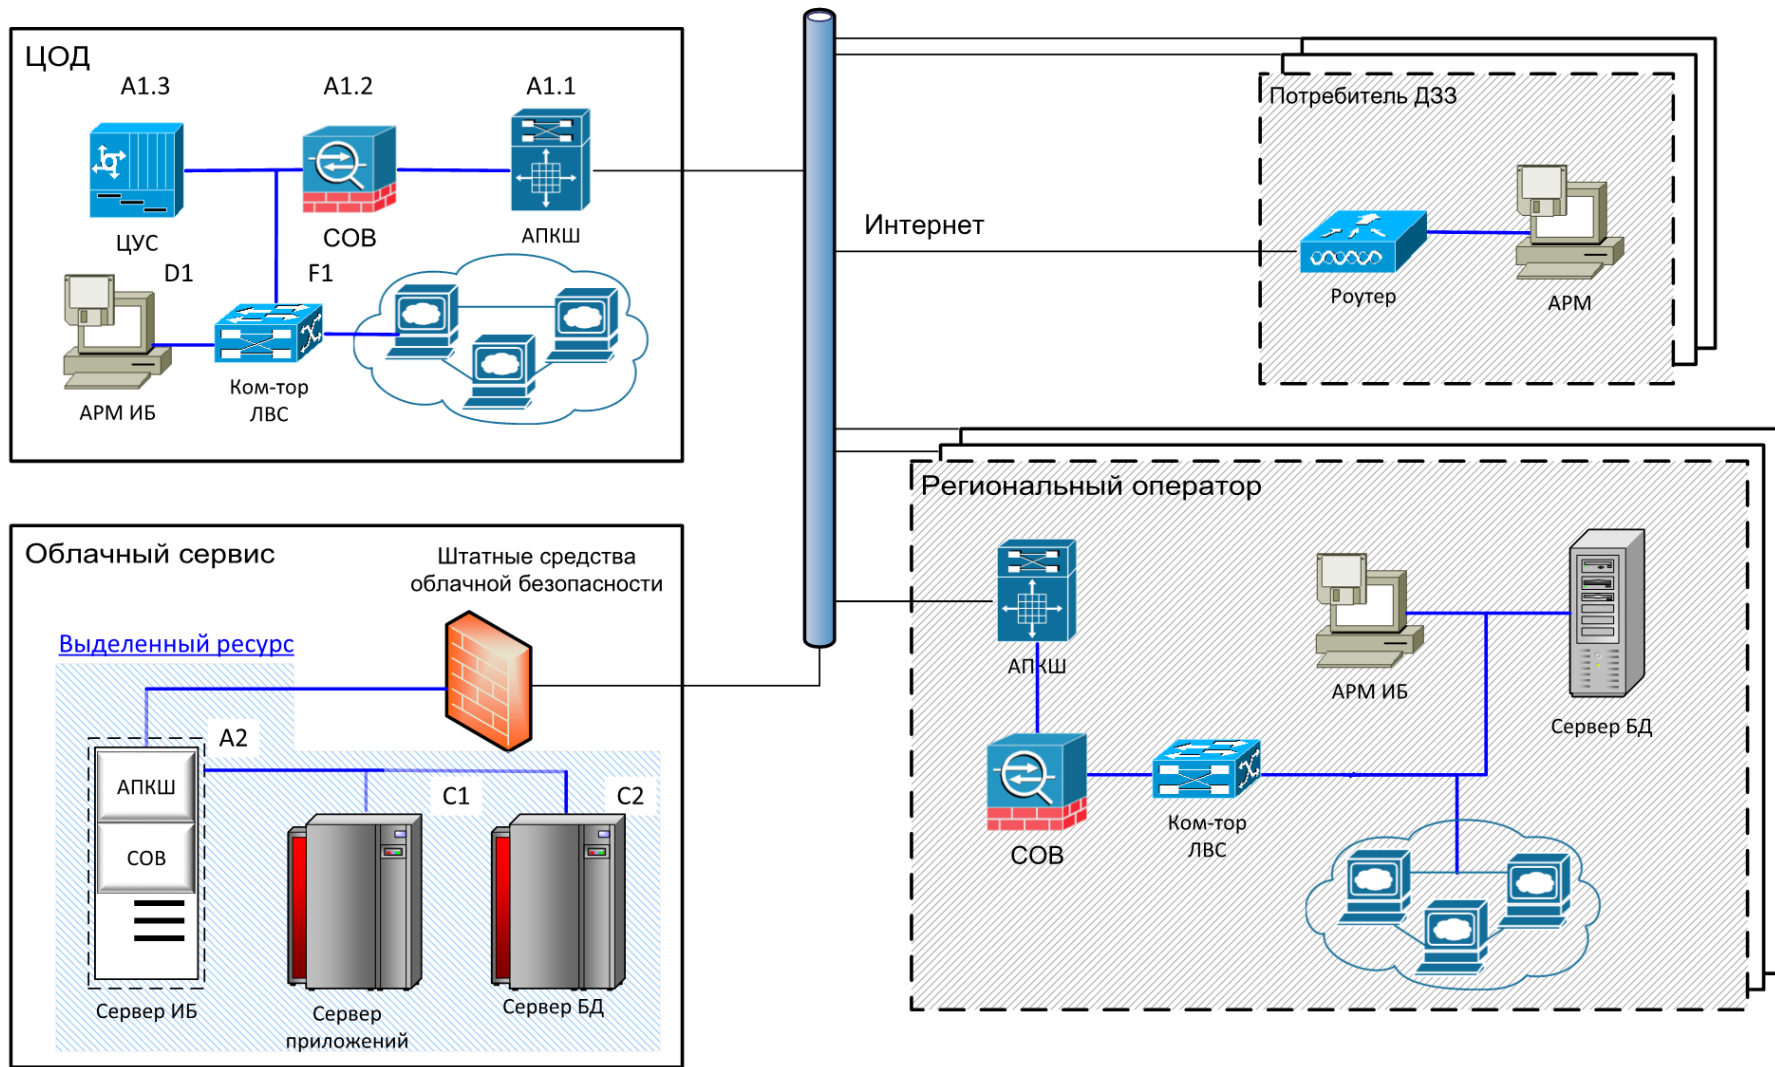 ЦОД
A1.3
A1.2
A1.1
ЦУС
СОВ
АПКШ
D1
F1
АРМ ИБ
Ком-тор
ЛВС
Интернет
Потребитель ДЗЗ
Роутер
АРМ
Облачный сервис
Штатные средства
облачной безопасности
Выделенный ресурс
A2
АПКШ
СОВ
C1
C2
Сервер ИБ
Сервер
приложений
Сервер БД
Региональный оператор
АПКШ
АРМ ИБ
Сервер БД
СОВ
Ком-тор
ЛВС